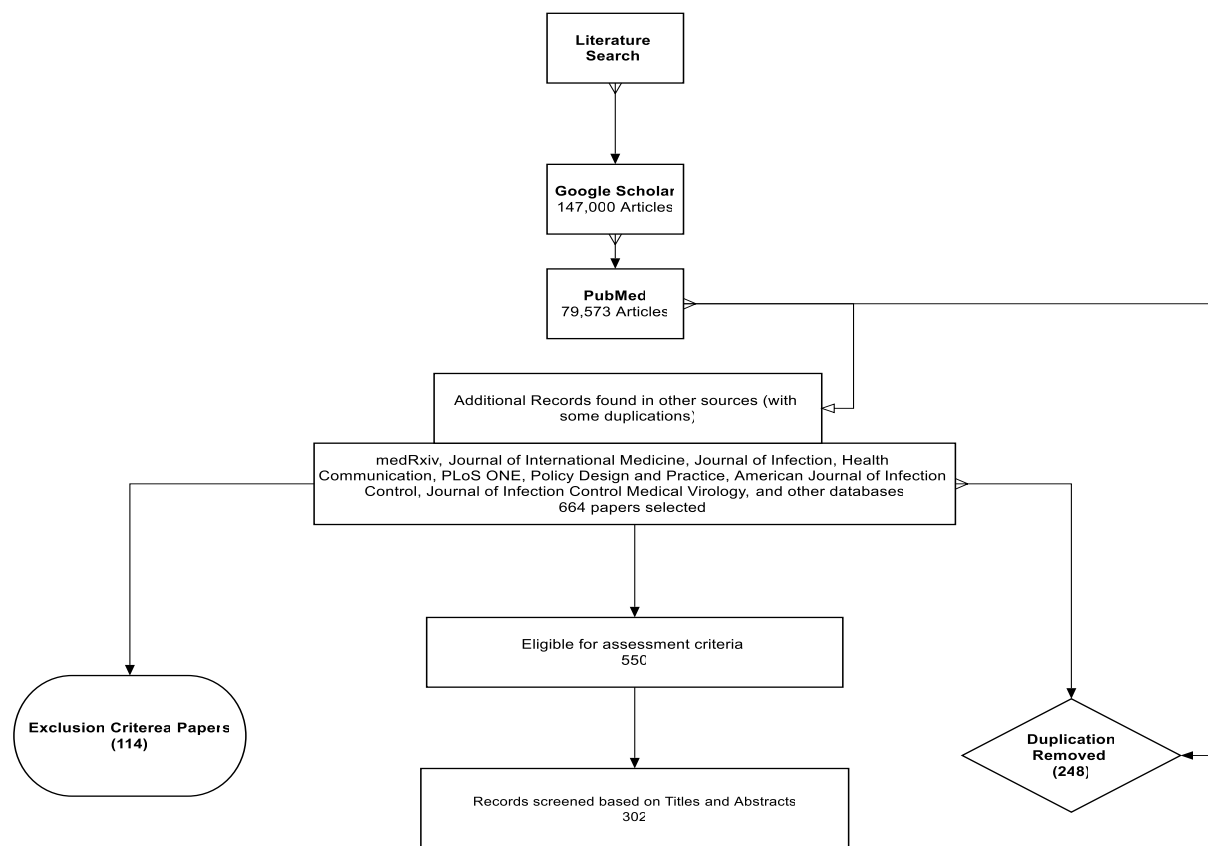 Literature
Search
Google Scholar
147,000 Articles
PubMed
79,573 Articles
Additional Records found in other sources (with
some duplications)
medRxiv, Journal of International Medicine, Journal of Infection, Health
Communication, PLoS ONE, Policy Design and Practice, American Journal of Infection
Control, Journal of Infection Control Medical Virology, and other databases
664 papers selected
Eligible for assessment criteria
550
Exclusion Criterea Papers
(114)
Duplication
Removed
(248)
Records screened based on Titles and Abstracts
302